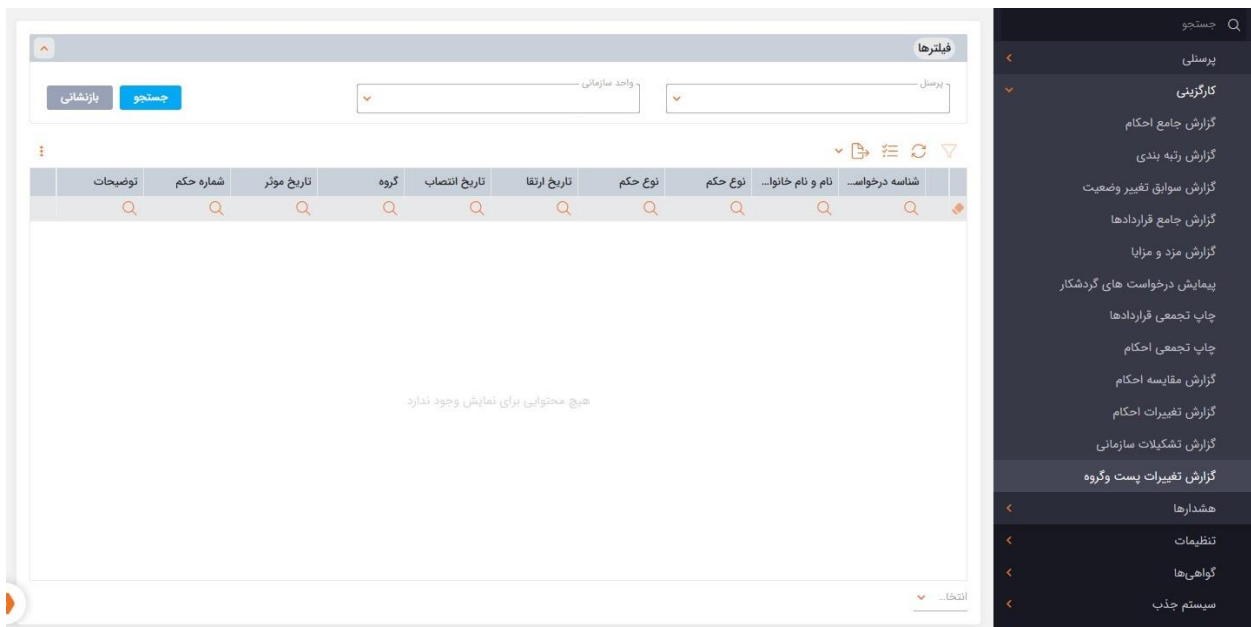 جستجو
پرسنلی
کارگزینی
گزارش جامع احکام
گزارش رتبه بندی
گزارش سوابق تغییر وضعیت
گزارش جامع قراردادها
گزارش مزد و مزایا
پیمایش درخواست های گردشکار
چاپ تجمعی قراردادها
چاپ تجمعی احکام
گزارش مقایسه احکام
گزارش تغییرات احکام
گزارش تشکیلات سازمانی
گزارش تغییرات پست وگروه
هشدارها
تنظیمات
گواهی‌ها
سیستم جذب
فیلترها
پرسنل واحد سازمانی
جستجو بازنشانی
شناسه درخواس... نام و نام خانوا... نوع حکم نوع حکم تاریخ ارتقا تاریخ انتصاب گروه تاریخ موثر شماره حکم توضیحات
هیچ محتوایی برای نمایش وجود ندارد
انتخا...